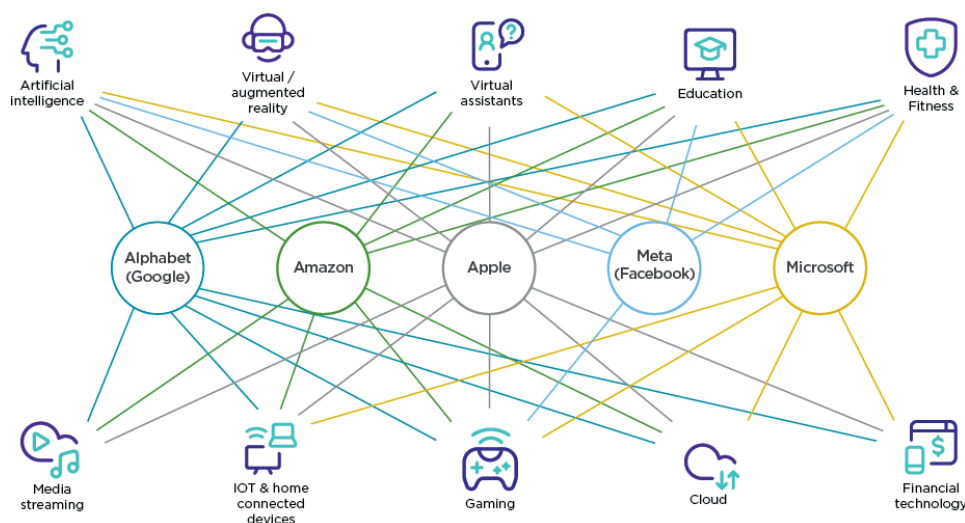 Artificial
intelligence
Virtual /
augmented
reality
Virtual
assistants
?
Education
Health &
Fitness
Alphabet
(Google)
Amazon
Apple
Meta
(Facebook)
Microsoft
Media
streaming
IOT & home
connected
devices
Gaming
Cloud
$
Financial
technology